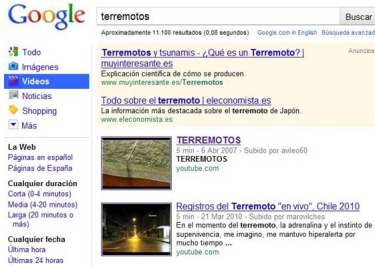 Google
terremotos
Buscar
Aproximadamente 11.100 resultados (0,08 segundos)
Google.com in English Búsqueda avanzad
Todo
Imágenes
Vídeos
Noticias
Shopping
Más
La Web
Páginas en español
Páginas de España
Cualquier duración
Corta (0-4 minutos)
Media (4-20 minutos)
Larga (20 minutos o
más)
Cualquier fecha
Última hora
Últimas 24 horas
Anuncios
Terremotos y tsunamis - ¿Qué es un Terremoto? |
muyinteresante.es
Explicación científica de cómo se producen.
www.muyinteresante.es/Terremotos
Todo sobre el terremoto | eleconomista.es
La información más destacada sobre el terremoto de Japón.
www.eleconomista.es
TERREMOTOS
5 min - 6 Abr 2007 - Subido por avileo60
TERREMOTOS
youtube.com
Registros del Terremoto "en vivo", Chile 2010
5 min - 21 Mar 2010 - Subido por marovilches
En el momento del terremoto, la adrenalina y el instinto de
supervivencia, me imagino, me mantuvo hiperalerta por
mucho tiempo ...
youtube.com